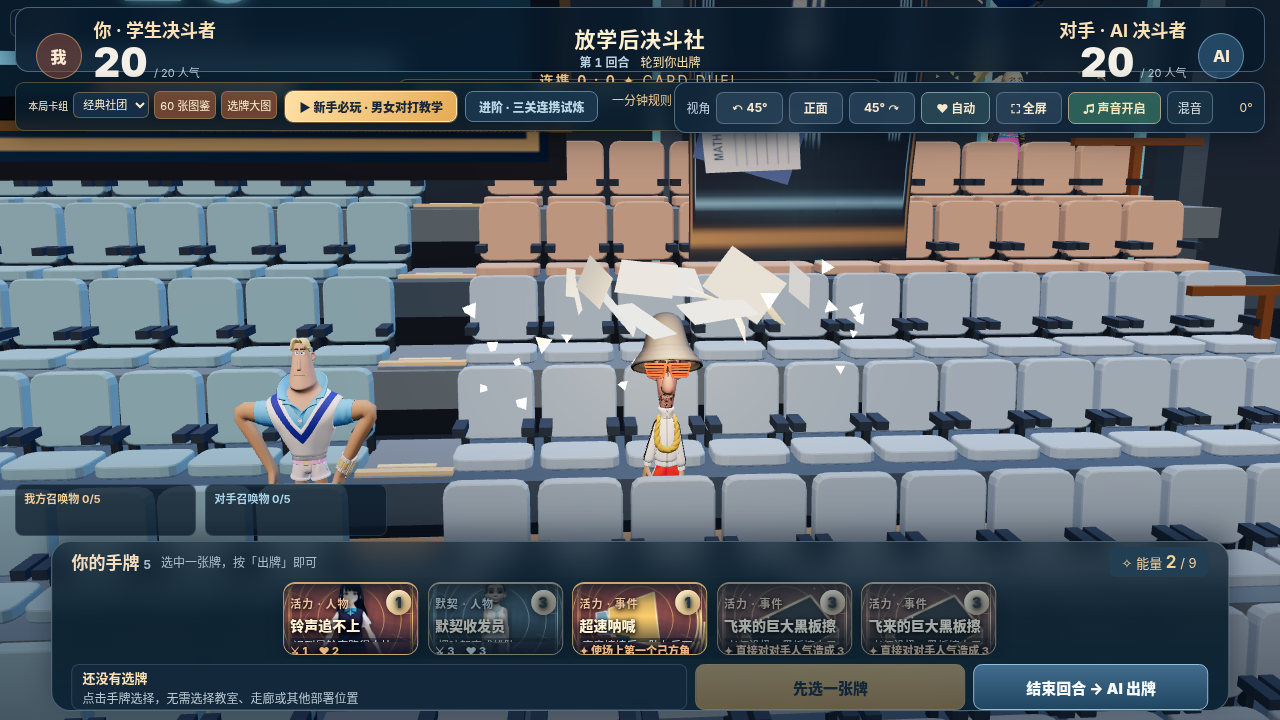 我
你 · 学生决斗者
20 / 20 人气
放学后决斗社
第 1 回合 轮到你出牌
对手 · AI 决斗者
20 / 20 人气
AI
本局卡组
经典社团
60 张图鉴
选牌大图
▶ 新手必玩 · 男女对打教学
进阶 · 三关连携试炼
一分钟规则
视角
↶ 45°
正面
45° ↷
♥ 自动
⛶ 全屏
♫ 声音开启
混音
0°
MATH
我方召唤物 0/5
对手召唤物 0/5
你的手牌 5 选中一张牌，按「出牌」即可
✧ 能量 2 / 9
活力 · 人物 1
铃声追不上
⚔ 1 ♥ 2
默契 · 人物 3
默契收发员
⚔ 3 ♥ 3
活力 · 事件 1
超速呐喊
✦ 使场上第一个己方角
活力 · 事件 3
飞来的巨大黑板擦
✦ 直接对对手人气造成 3
活力 · 事件 3
飞来的巨大黑板擦
✦ 直接对对手人气造成 3
还没有选牌
点击手牌选择，无需选择教室、走廊或其他部署位置
先选一张牌
结束回合 → AI 出牌